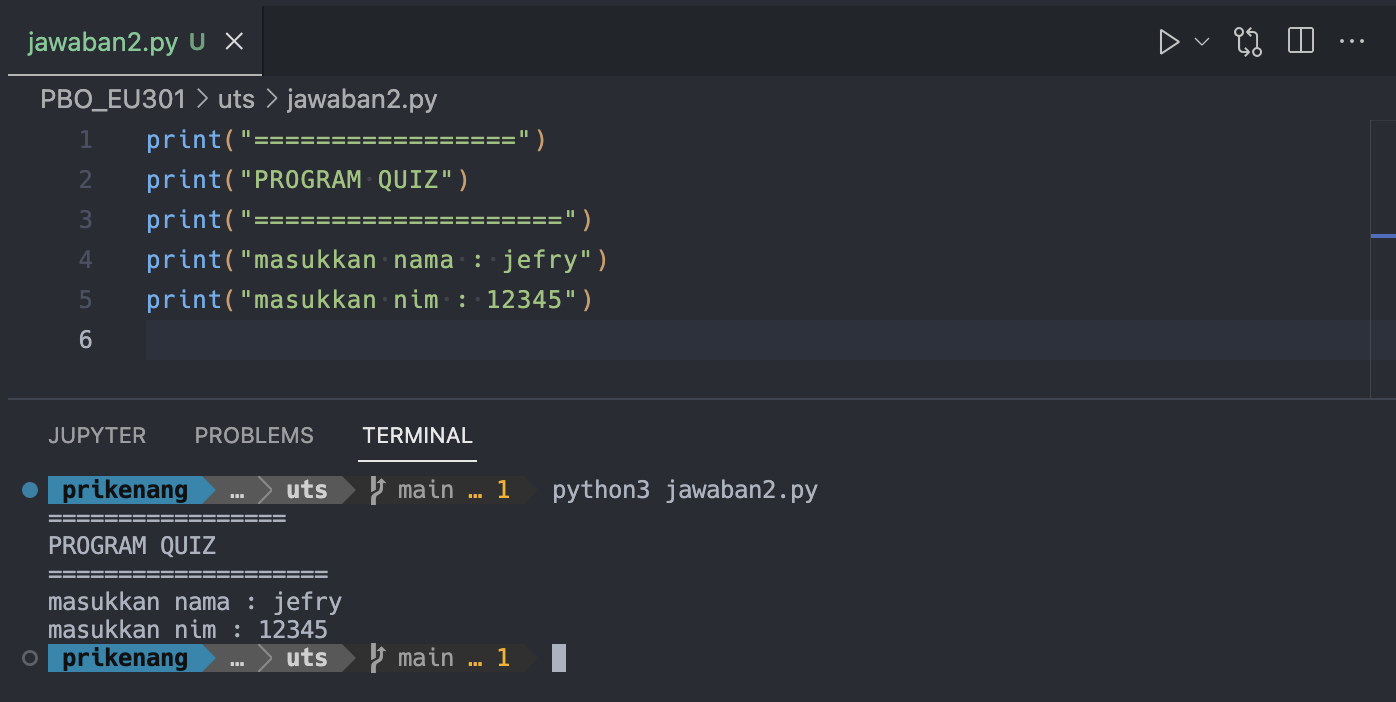 jawaban2.py U
PBO_EU301 > uts > jawaban2.py
1 print("=================")
2 print("PROGRAM QUIZ")
3 print("====================")
4 print("masukkan nama : jefry")
5 print("masukkan nim : 12345")
6
JUPYTER PROBLEMS TERMINAL
prikenang … uts main … 1 python3 jawaban2.py
=================
PROGRAM QUIZ
====================
masukkan nama : jefry
masukkan nim : 12345
prikenang … uts main … 1